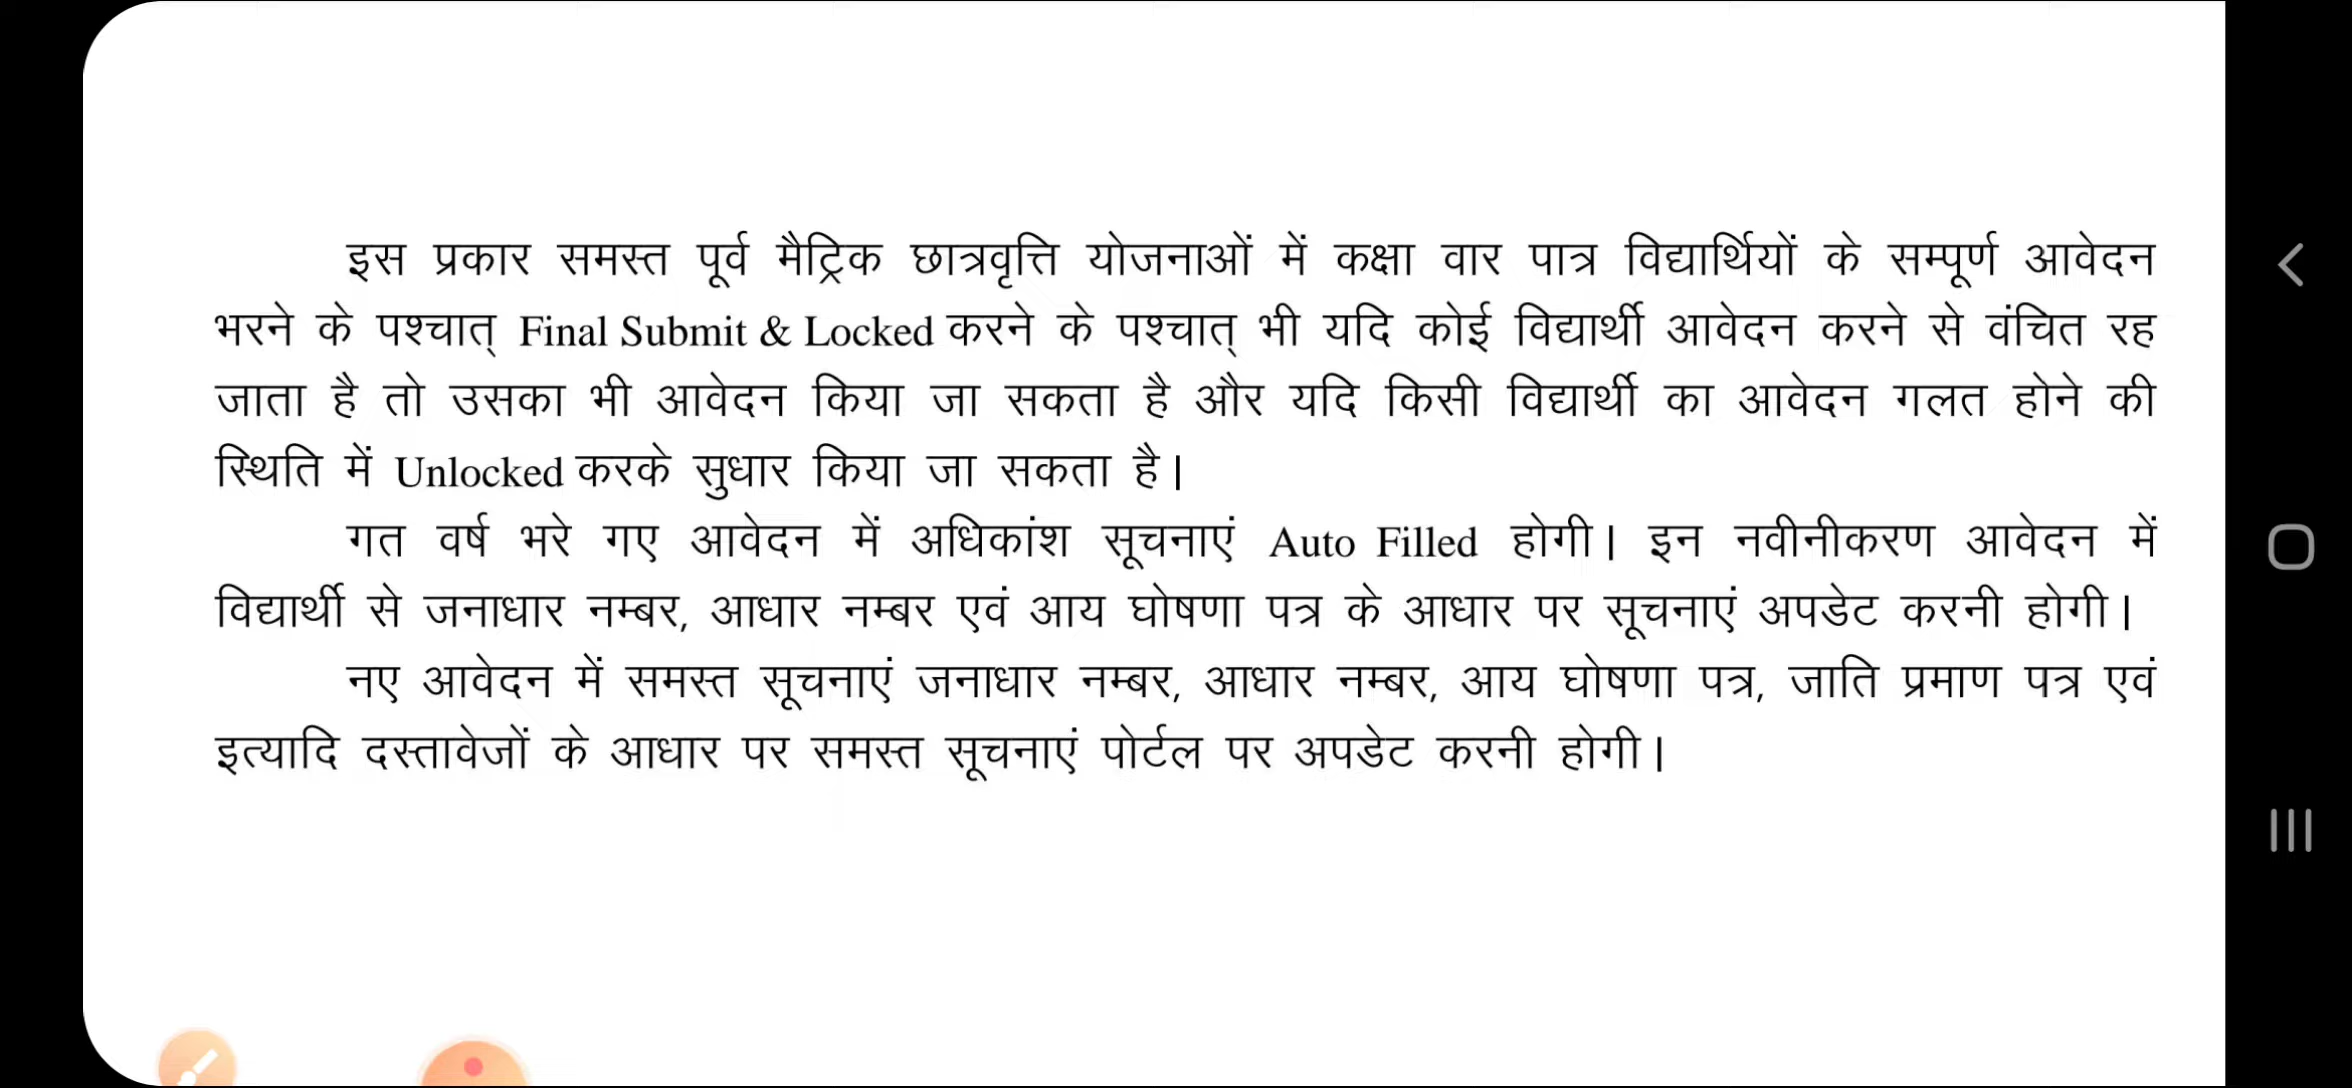 इस प्रकार समस्त पूर्व मैट्रिक छात्रवृत्ति योजनाओं में कक्षा वार पात्र विद्यार्थियों के सम्पूर्ण आवेदन
भरने के पश्चात् Final Submit & Locked करने के पश्चात् भी यदि कोई विद्यार्थी आवेदन करने से वंचित रह
जाता है तो उसका भी आवेदन किया जा सकता है और यदि किसी विद्यार्थी का आवेदन गलत होने की
स्थिति में Unlocked करके सुधार किया जा सकता है।
गत वर्ष भरे गए आवेदन में अधिकांश सूचनाएं Auto Filled होगी। इन नवीनीकरण आवेदन में
विद्यार्थी से जनाधार नम्बर, आधार नम्बर एवं आय घोषणा पत्र के आधार पर सूचनाएं अपडेट करनी होगी।
नए आवेदन में समस्त सूचनाएं जनाधार नम्बर, आधार नम्बर, आय घोषणा पत्र, जाति प्रमाण पत्र एवं
इत्यादि दस्तावेजों के आधार पर समस्त सूचनाएं पोर्टल पर अपडेट करनी होगी।